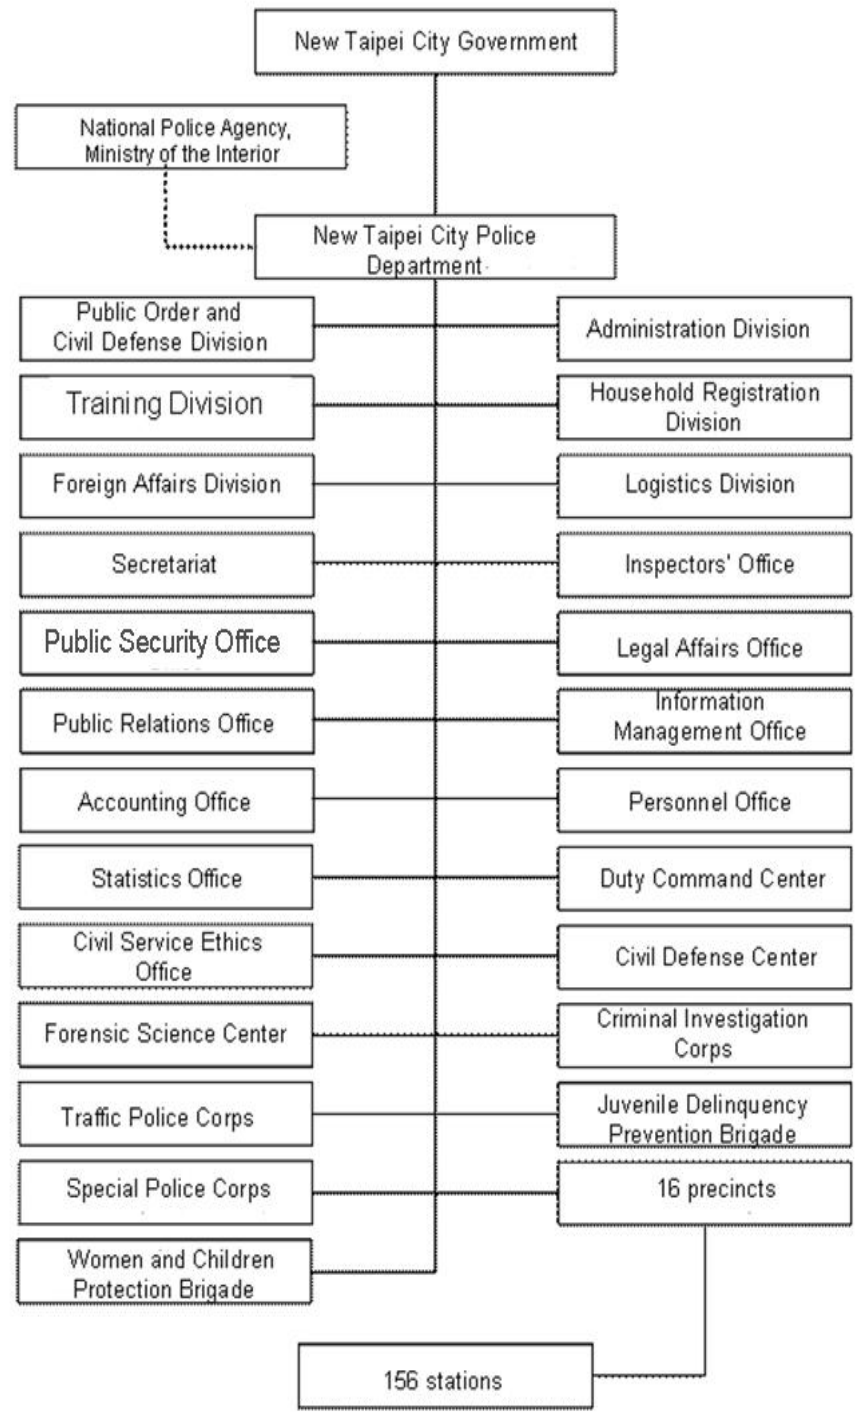 New Taipei City Government
National Police Agency,
Ministry of the Interior
New Taipei City Police
Department
Public Order and
Civil Defense Division
Administration Division
Training Division
Household Registration
Division
Foreign Affairs Division
Logistics Division
Secretariat
Inspectors' Office
Public Security Office
Legal Affairs Office
Public Relations Office
Information
Management Office
Accounting Office
Personnel Office
Statistics Office
Duty Command Center
Civil Service Ethics
Office
Civil Defense Center
Forensic Science Center
Criminal Investigation
Corps
Traffic Police Corps
Juvenile Delinquency
Prevention Brigade
Special Police Corps
16 precincts
Women and Children
Protection Brigade
156 stations